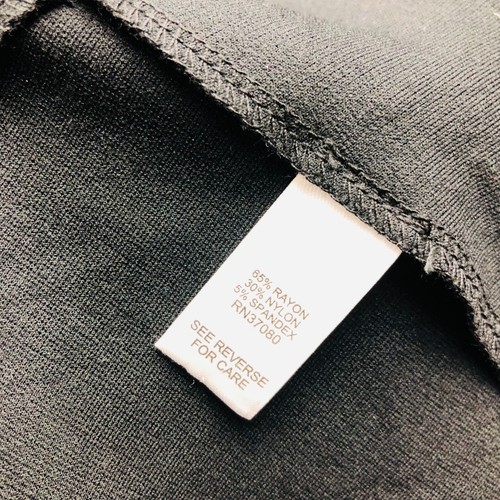 65% RAYON
30% NYLON
5% SPANDEX
RN37080
SEE REVERSE
FOR CARE